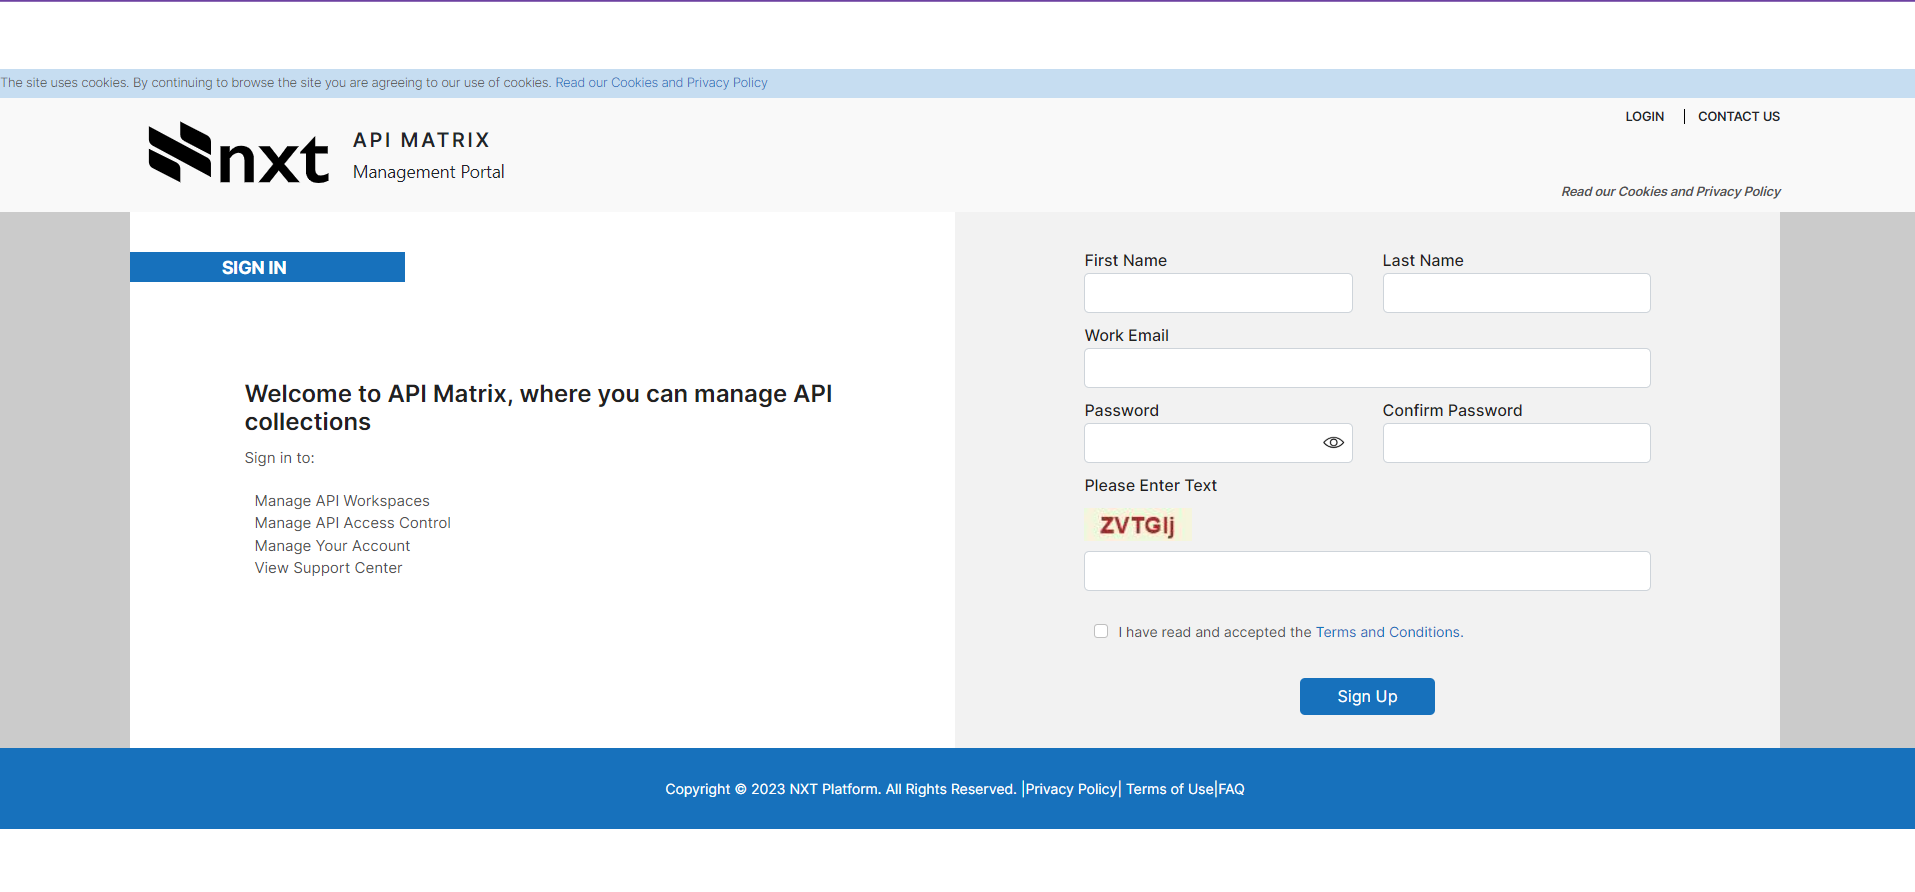 The site uses cookies. By continuing to browse the site you are agreeing to our use of cookies. Read our Cookies and Privacy Policy
LOGIN | CONTACT US
nxt
API MATRIX
Management Portal
Read our Cookies and Privacy Policy
SIGN IN
Welcome to API Matrix, where you can manage API
collections
Sign in to:
Manage API Workspaces
Manage API Access Control
Manage Your Account
View Support Center
First Name
Last Name
Work Email
Password
Confirm Password
Please Enter Text
ZVTGIj
I have read and accepted the Terms and Conditions.
Sign Up
Copyright © 2023 NXT Platform. All Rights Reserved. |Privacy Policy| Terms of Use|FAQ